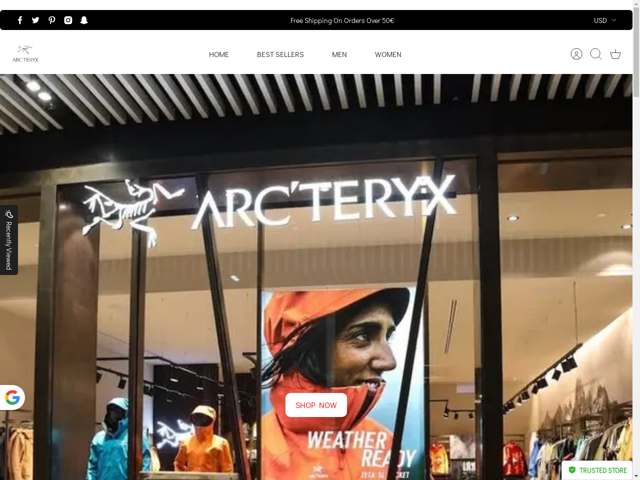 Free Shipping On Orders Over 50€
USD
ARC'TERYX
HOME
BEST SELLERS
MEN
WOMEN
ARC'TERYX
Recently Viewed
SHOP NOW
WEATHER
READY
TRUSTED STORE